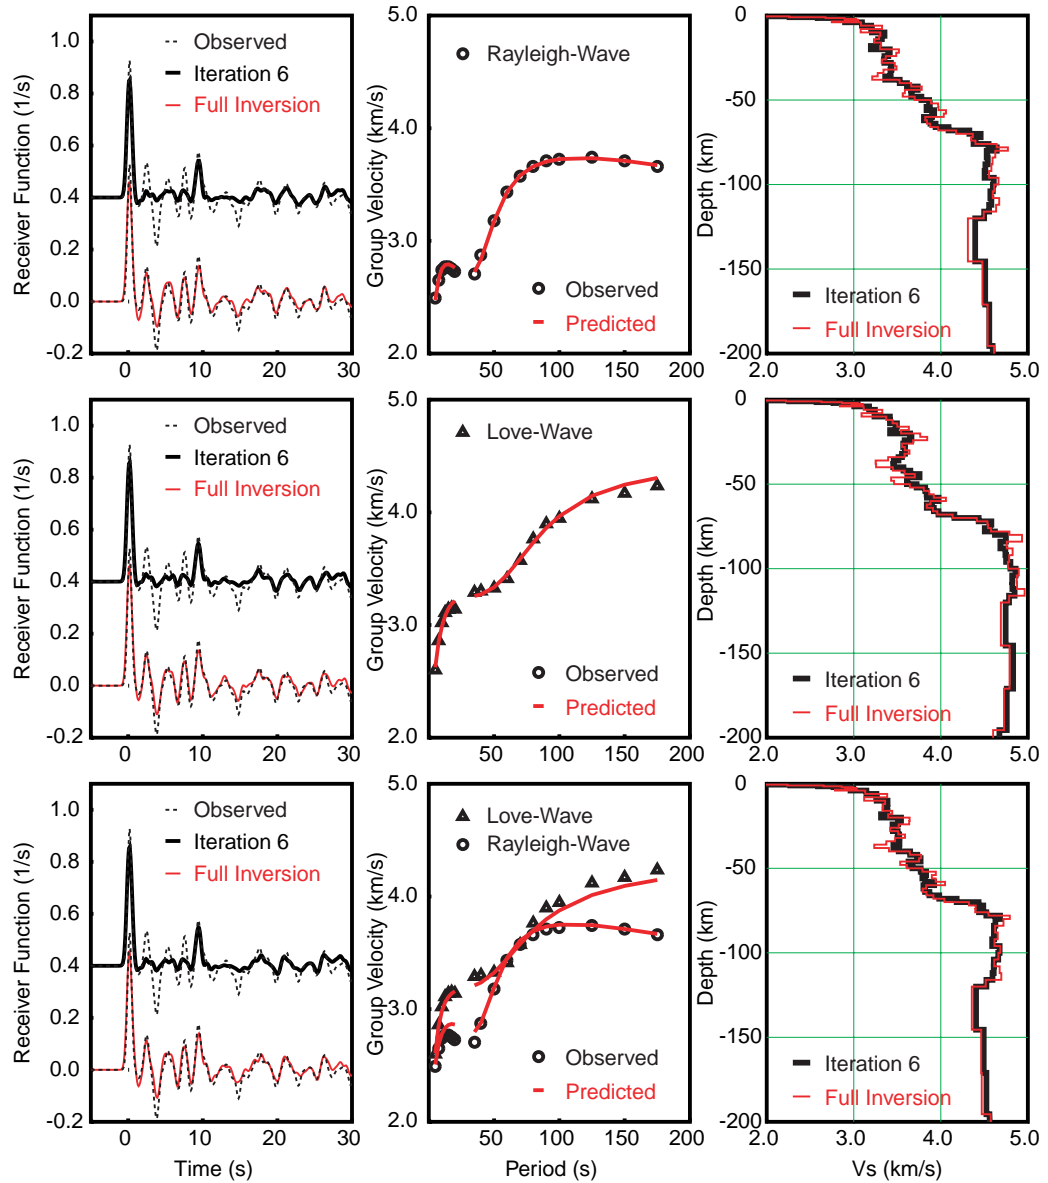 1.0
0.8
0.6
0.4
0.2
0.0
-0.2
Receiver Function (1/s)
Observed
Iteration 6
Full Inversion
0
10
20
30
5.0
4.0
3.0
2.0
Group Velocity (km/s)
Rayleigh-Wave
Observed
Predicted
50
100
150
200
0
-50
-100
-150
-200
Depth (km)
Iteration 6
Full Inversion
2.0
3.0
4.0
5.0
1.0
0.8
0.6
0.4
0.2
0.0
-0.2
Receiver Function (1/s)
Observed
Iteration 6
Full Inversion
0
10
20
30
5.0
4.0
3.0
2.0
Group Velocity (km/s)
Love-Wave
Observed
Predicted
50
100
150
200
0
-50
-100
-150
-200
Depth (km)
Iteration 6
Full Inversion
2.0
3.0
4.0
5.0
1.0
0.8
0.6
0.4
0.2
0.0
-0.2
Receiver Function (1/s)
Observed
Iteration 6
Full Inversion
0
10
20
30
Time (s)
5.0
4.0
3.0
2.0
Group Velocity (km/s)
Love-Wave
Rayleigh-Wave
Observed
Predicted
50
100
150
200
Period (s)
0
-50
-100
-150
-200
Depth (km)
Iteration 6
Full Inversion
2.0
3.0
4.0
5.0
Vs (km/s)